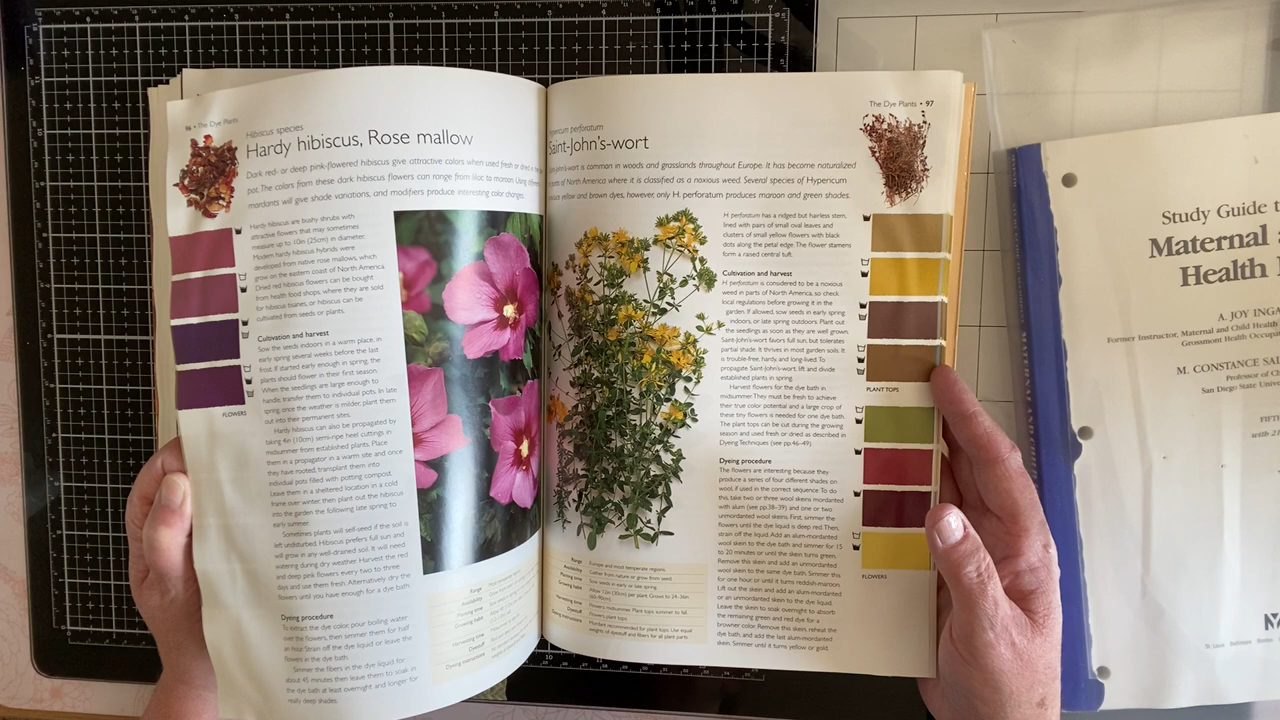 96 • The Dye Plants
Hibiscus species
Hardy hibiscus, Rose mallow
Dark red- or deep pink-flowered hibiscus give attractive colors when used fresh or dried in the
pot. The colors from these dark hibiscus flowers can range from lilac to maroon. Using different
mordants will give shade variations, and modifiers produce interesting color changes.
Hardy hibiscus are bushy shrubs with
attractive flowers that may sometimes
measure up to 10in (25cm) in diameter.
Modern hardy hibiscus hybrids were
developed from native rose mallows, which
grow on the eastern coast of North America.
Dried red hibiscus flowers can be bought
from health food shops, where they are sold
for hibiscus tisanes, or hibiscus can be
cultivated from seeds or plants.
Cultivation and harvest
Sow the seeds indoors in a warm place, in
early spring several weeks before the last
frost. If started early enough in spring, the
plants should flower in their first season.
When the seedlings are large enough to
handle, transfer them to individual pots. In late
spring, once the weather is milder, plant them
out into their permanent sites.
Hardy hibiscus can also be propagated by
taking 4in (10cm) semi-ripe heel cuttings in
midsummer from established plants. Place
them in a propagator in a warm site and once
they have rooted, transplant them into
individual pots filled with potting compost.
Leave them in a sheltered location in a cold
frame over winter, then plant out the hibiscus
into the garden the following late spring to
early summer.
Sometimes plants will self-seed if the soil is
left undisturbed. Hibiscus prefers full sun and
will grow in any well-drained soil. It will need
watering during dry weather. Harvest the red
and deep pink flowers every two to three
days and use them fresh. Alternatively dry the
flowers until you have enough for a dye bath.
Dyeing procedure
To extract the dye color, pour boiling water
over the flowers, then simmer them for half
an hour. Strain off the dye liquid or leave the
flowers in the dye bath.
Simmer the fibers in the dye liquid for
about 45 minutes then leave them to soak in
the dye bath at least overnight and longer for
really deep shades.
FLOWERS
Range
Availability
Planting time
Growing habit
Harvesting time
Dyestuff
Dyeing instructions
The Dye Plants • 97
Hypericum perforatum
Saint-John's-wort
Saint-John's-wort is common in woods and grasslands throughout Europe. It has become naturalized
in parts of North America where it is classified as a noxious weed. Several species of Hypericum
produce yellow and brown dyes, however, only H. perforatum produces maroon and green shades.
H. perforatum has a ridged but hairless stem,
lined with pairs of small oval leaves and
clusters of small yellow flowers with black
dots along the petal edge. The flower stamens
form a raised central tuft.
Cultivation and harvest
H. perforatum is considered to be a noxious
weed in parts of North America, so check
local regulations before growing it in the
garden. If allowed, sow seeds in early spring
indoors, or late spring outdoors. Plant out
the seedlings as soon as they are well grown.
Saint-John's-wort favors full sun, but tolerates
partial shade. It thrives in most garden soils. It
is trouble-free, hardy, and long-lived. To
propagate Saint-John's-wort, lift and divide
established plants in spring.
Harvest flowers for the dye bath in
midsummer. They must be fresh to achieve
their true color potential and a large crop of
these tiny flowers is needed for one dye bath.
The plant tops can be cut during the growing
season and used fresh or dried as described in
Dyeing Techniques (see pp.46–49).
Dyeing procedure
The flowers are interesting because they
produce a series of four different shades on
wool, if used in the correct sequence. To do
this, take two or three wool skeins mordanted
with alum (see pp.38–39) and one or two
unmordanted wool skeins. First, simmer the
flowers until the dye liquid is deep red. Then,
strain off the liquid. Add an alum-mordanted
wool skein to the dye bath and simmer for 15
to 20 minutes or until the skein turns green.
Remove this skein and add an unmordanted
wool skein to the same dye bath. Simmer this
for one hour, or until it turns reddish-maroon.
Lift out the skein and add an alum-mordanted
or an unmordanted skein to the dye liquid.
Leave the skein to soak overnight to absorb
the remaining green and red dye for a
browner color. Remove this skein, reheat the
dye bath, and add the last alum-mordanted
skein. Simmer until it turns yellow or gold.
PLANT TOPS
FLOWERS
Range Europe and most temperate regions.
Availability Gather from nature or grow from seed.
Planting time Sow seeds in early or late spring.
Growing habit Allow 12in (30cm) per plant. Grows to 24–36in
(60–90cm).
Harvesting time Flowers: midsummer. Plant tops: summer to fall.
Dyestuff Flowers, plant tops.
Dyeing instructions Mordant recommended for plant tops. Use equal
weights of dyestuff and fibers for all plant parts.
Study Guide t
Maternal
Health
A. JOY INGA
Former Instructor, Maternal and Child Health
Grossmont Health Occup
M. CONSTANCE SA
Professor of Ch
San Diego State Univer
FIFT
with 21
M